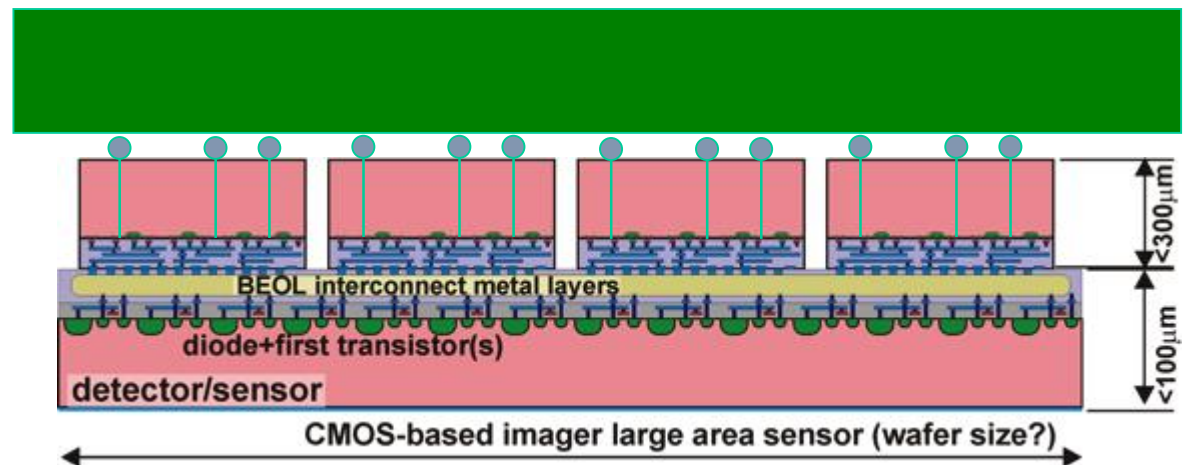 <300μm
BEOL interconnect metal layers
diode+first transistor(s)
<100μm
detector/sensor
CMOS-based imager large area sensor (wafer size?)